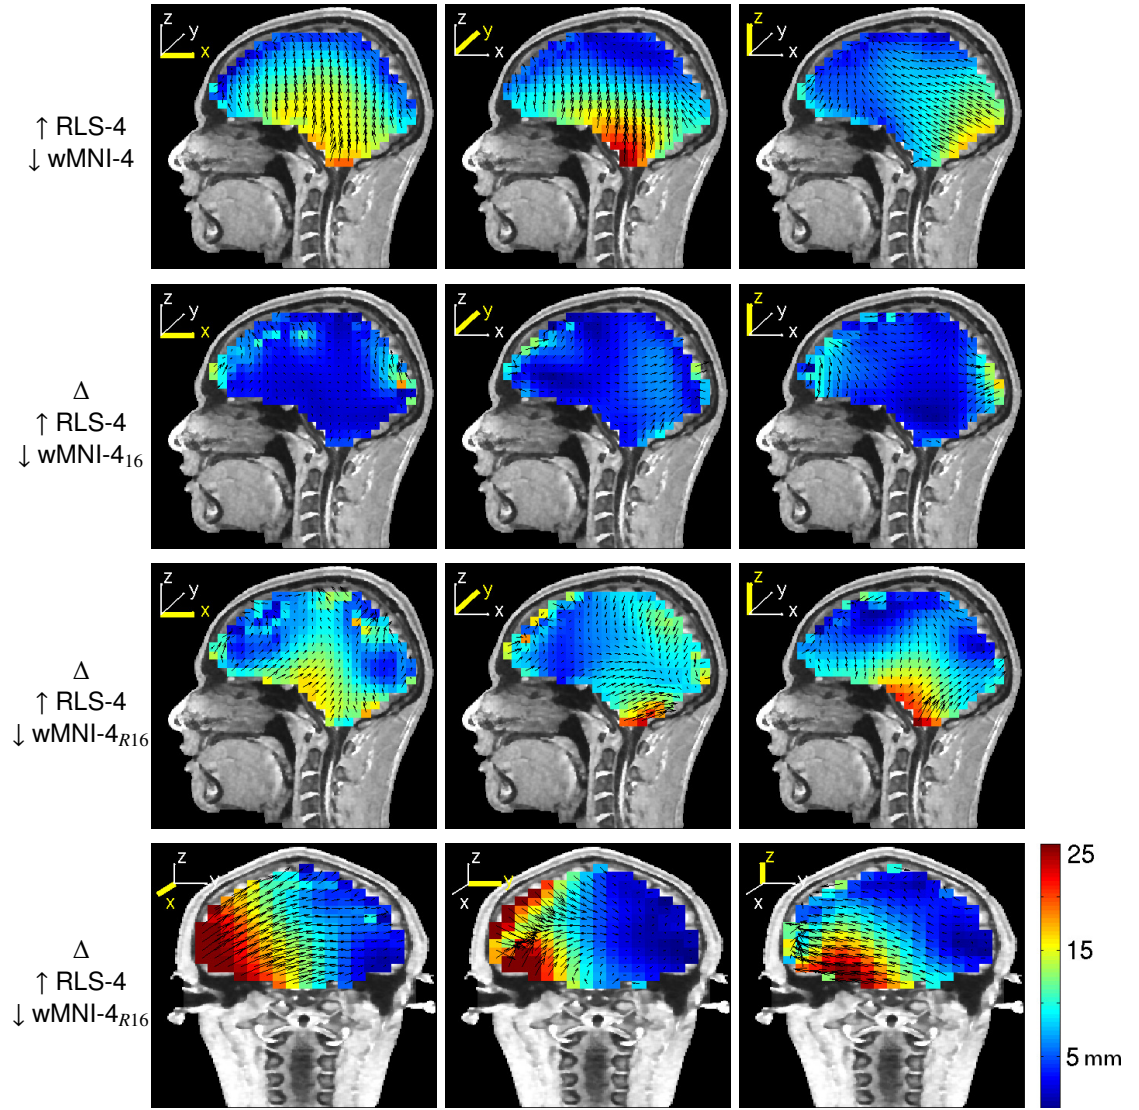 z y x z y x z y x
↑ RLS-4
↓ wMNI-4
z y x z y x z y x
Δ
↑ RLS-4
↓ wMNI-4₁₆
z y x z y x z y x
Δ
↑ RLS-4
↓ wMNI-4R16
z y x z y x z x
Δ
↑ RLS-4
↓ wMNI-4R16
25
15
5 mm